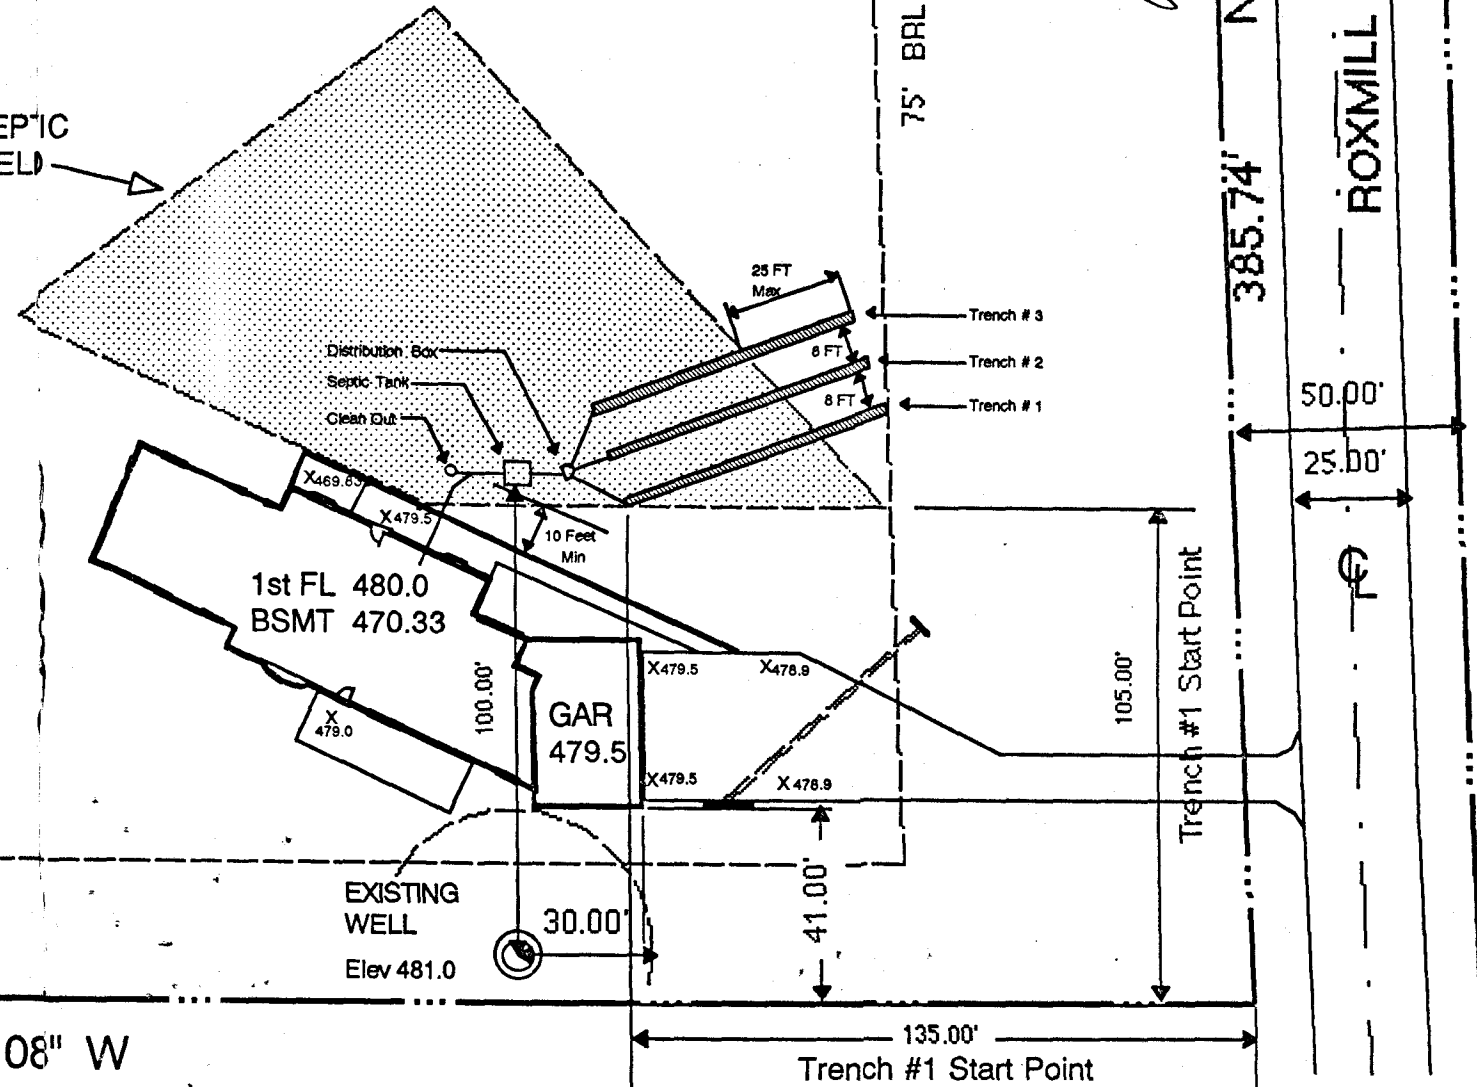 75' BRL
N
ROXMILL
385.74'
EPTIC
ELD
25 FT
Max
Trench # 3
Distribution Box
6 FT
Trench # 2
Septic Tank
8 FT
Trench # 1
50.00'
Clean Out
25.00'
X469.83
X479.5
10 Feet
Min
1st FL 480.0
BSMT 470.33
100.00'
X479.5
X478.9
105.00'
Trench #1 Start Point
X
479.0
GAR
479.5
X479.5
X478.9
EXISTING
WELL
30.00'
41.00'
Elev 481.0
135.00'
08" W
Trench #1 Start Point